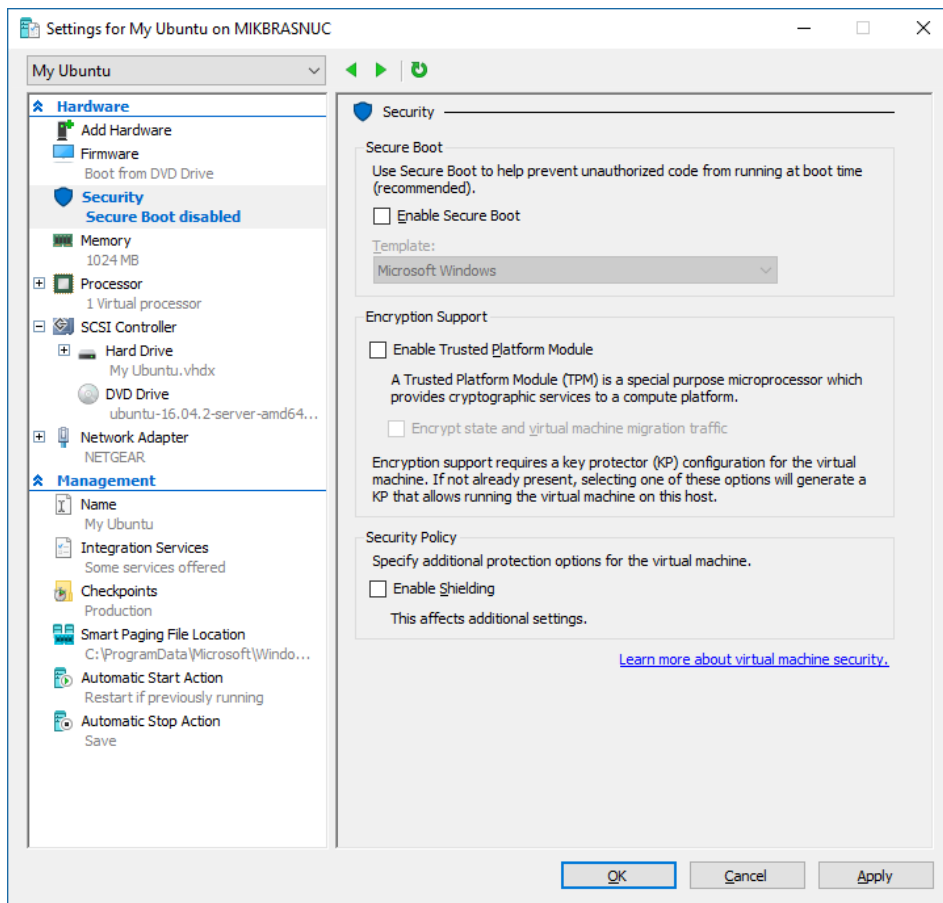 Settings for My Ubuntu on MIKBRASNUC
My Ubuntu
Hardware
Add Hardware
Firmware
Boot from DVD Drive
Security
Secure Boot disabled
Memory
1024 MB
Processor
1 Virtual processor
SCSI Controller
Hard Drive
My Ubuntu.vhdx
DVD Drive
ubuntu-16.04.2-server-amd64...
Network Adapter
NETGEAR
Management
Name
My Ubuntu
Integration Services
Some services offered
Checkpoints
Production
Smart Paging File Location
C:\ProgramData\Microsoft\Windo...
Automatic Start Action
Restart if previously running
Automatic Stop Action
Save
Security
Secure Boot
Use Secure Boot to help prevent unauthorized code from running at boot time
(recommended).
Enable Secure Boot
Template:
Microsoft Windows
Encryption Support
Enable Trusted Platform Module
A Trusted Platform Module (TPM) is a special purpose microprocessor which
provides cryptographic services to a compute platform.
Encrypt state and virtual machine migration traffic
Encryption support requires a key protector (KP) configuration for the virtual
machine. If not already present, selecting one of these options will generate a
KP that allows running the virtual machine on this host.
Security Policy
Specify additional protection options for the virtual machine.
Enable Shielding
This affects additional settings.
Learn more about virtual machine security.
OK
Cancel
Apply